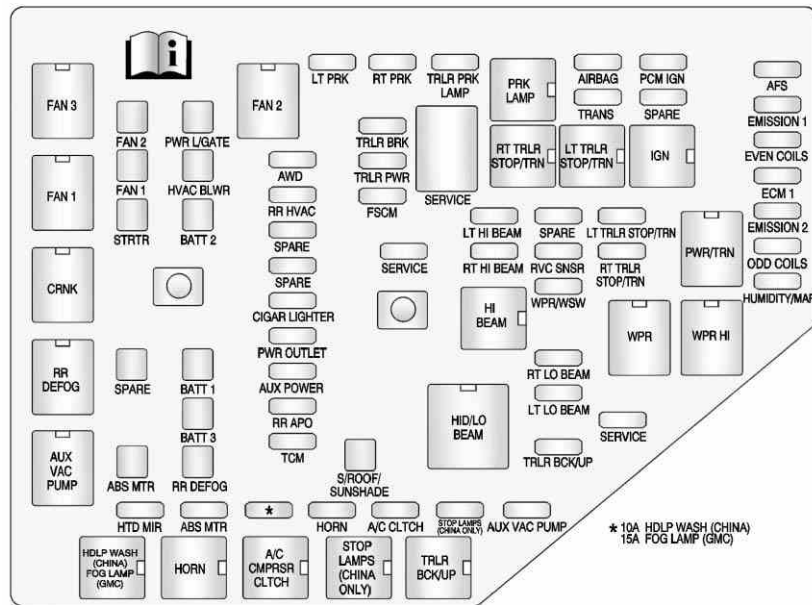 i
FAN 3
FAN 2
LT PRK
RT PRK
TRLR PRK
LAMP
PRK
LAMP
AIRBAG
PCM IGN
AFS
FAN 2
PWR L/GATE
TRLR BRK
TRANS
SPARE
EMISSION 1
RT TRLR
STOP/TRN
LT TRLR
STOP/TRN
IGN
EVEN COILS
FAN 1
FAN 1
HVAC BLWR
AWD
TRLR PWR
SERVICE
ECM 1
RR HVAC
FSCM
STRTR
BATT 2
SPARE
LT HI BEAM
SPARE
LT TRLR STOP/TRN
EMISSION 2
SERVICE
RT HI BEAM
RVC SNSR
RT TRLR
STOP/TRN
PWR/TRN
ODD COILS
CRNK
SPARE
WPR/WSW
HUMIDITY/MAF
CIGAR LIGHTER
HI
BEAM
WPR
WPR HI
PWR OUTLET
RR
DEFOG
SPARE
BATT 1
AUX POWER
RT LO BEAM
RR APO
LT LO BEAM
BATT 3
HID/LO
BEAM
SERVICE
TCM
AUX
VAC
PUMP
ABS MTR
RR DEFOG
S/ROOF/
SUNSHADE
TRLR BCK/UP
HTD MIR
ABS MTR
*
HORN
A/C CLTCH
STOP LAMPS
(CHINA ONLY)
AUX VAC PUMP
* 10A HDLP WASH (CHINA)
15A FOG LAMP (GMC)
HDLP WASH
(CHINA)
FOG LAMP
(GMC)
HORN
A/C
CMPRSR
CLTCH
STOP
LAMPS
(CHINA
ONLY)
TRLR
BCK/UP